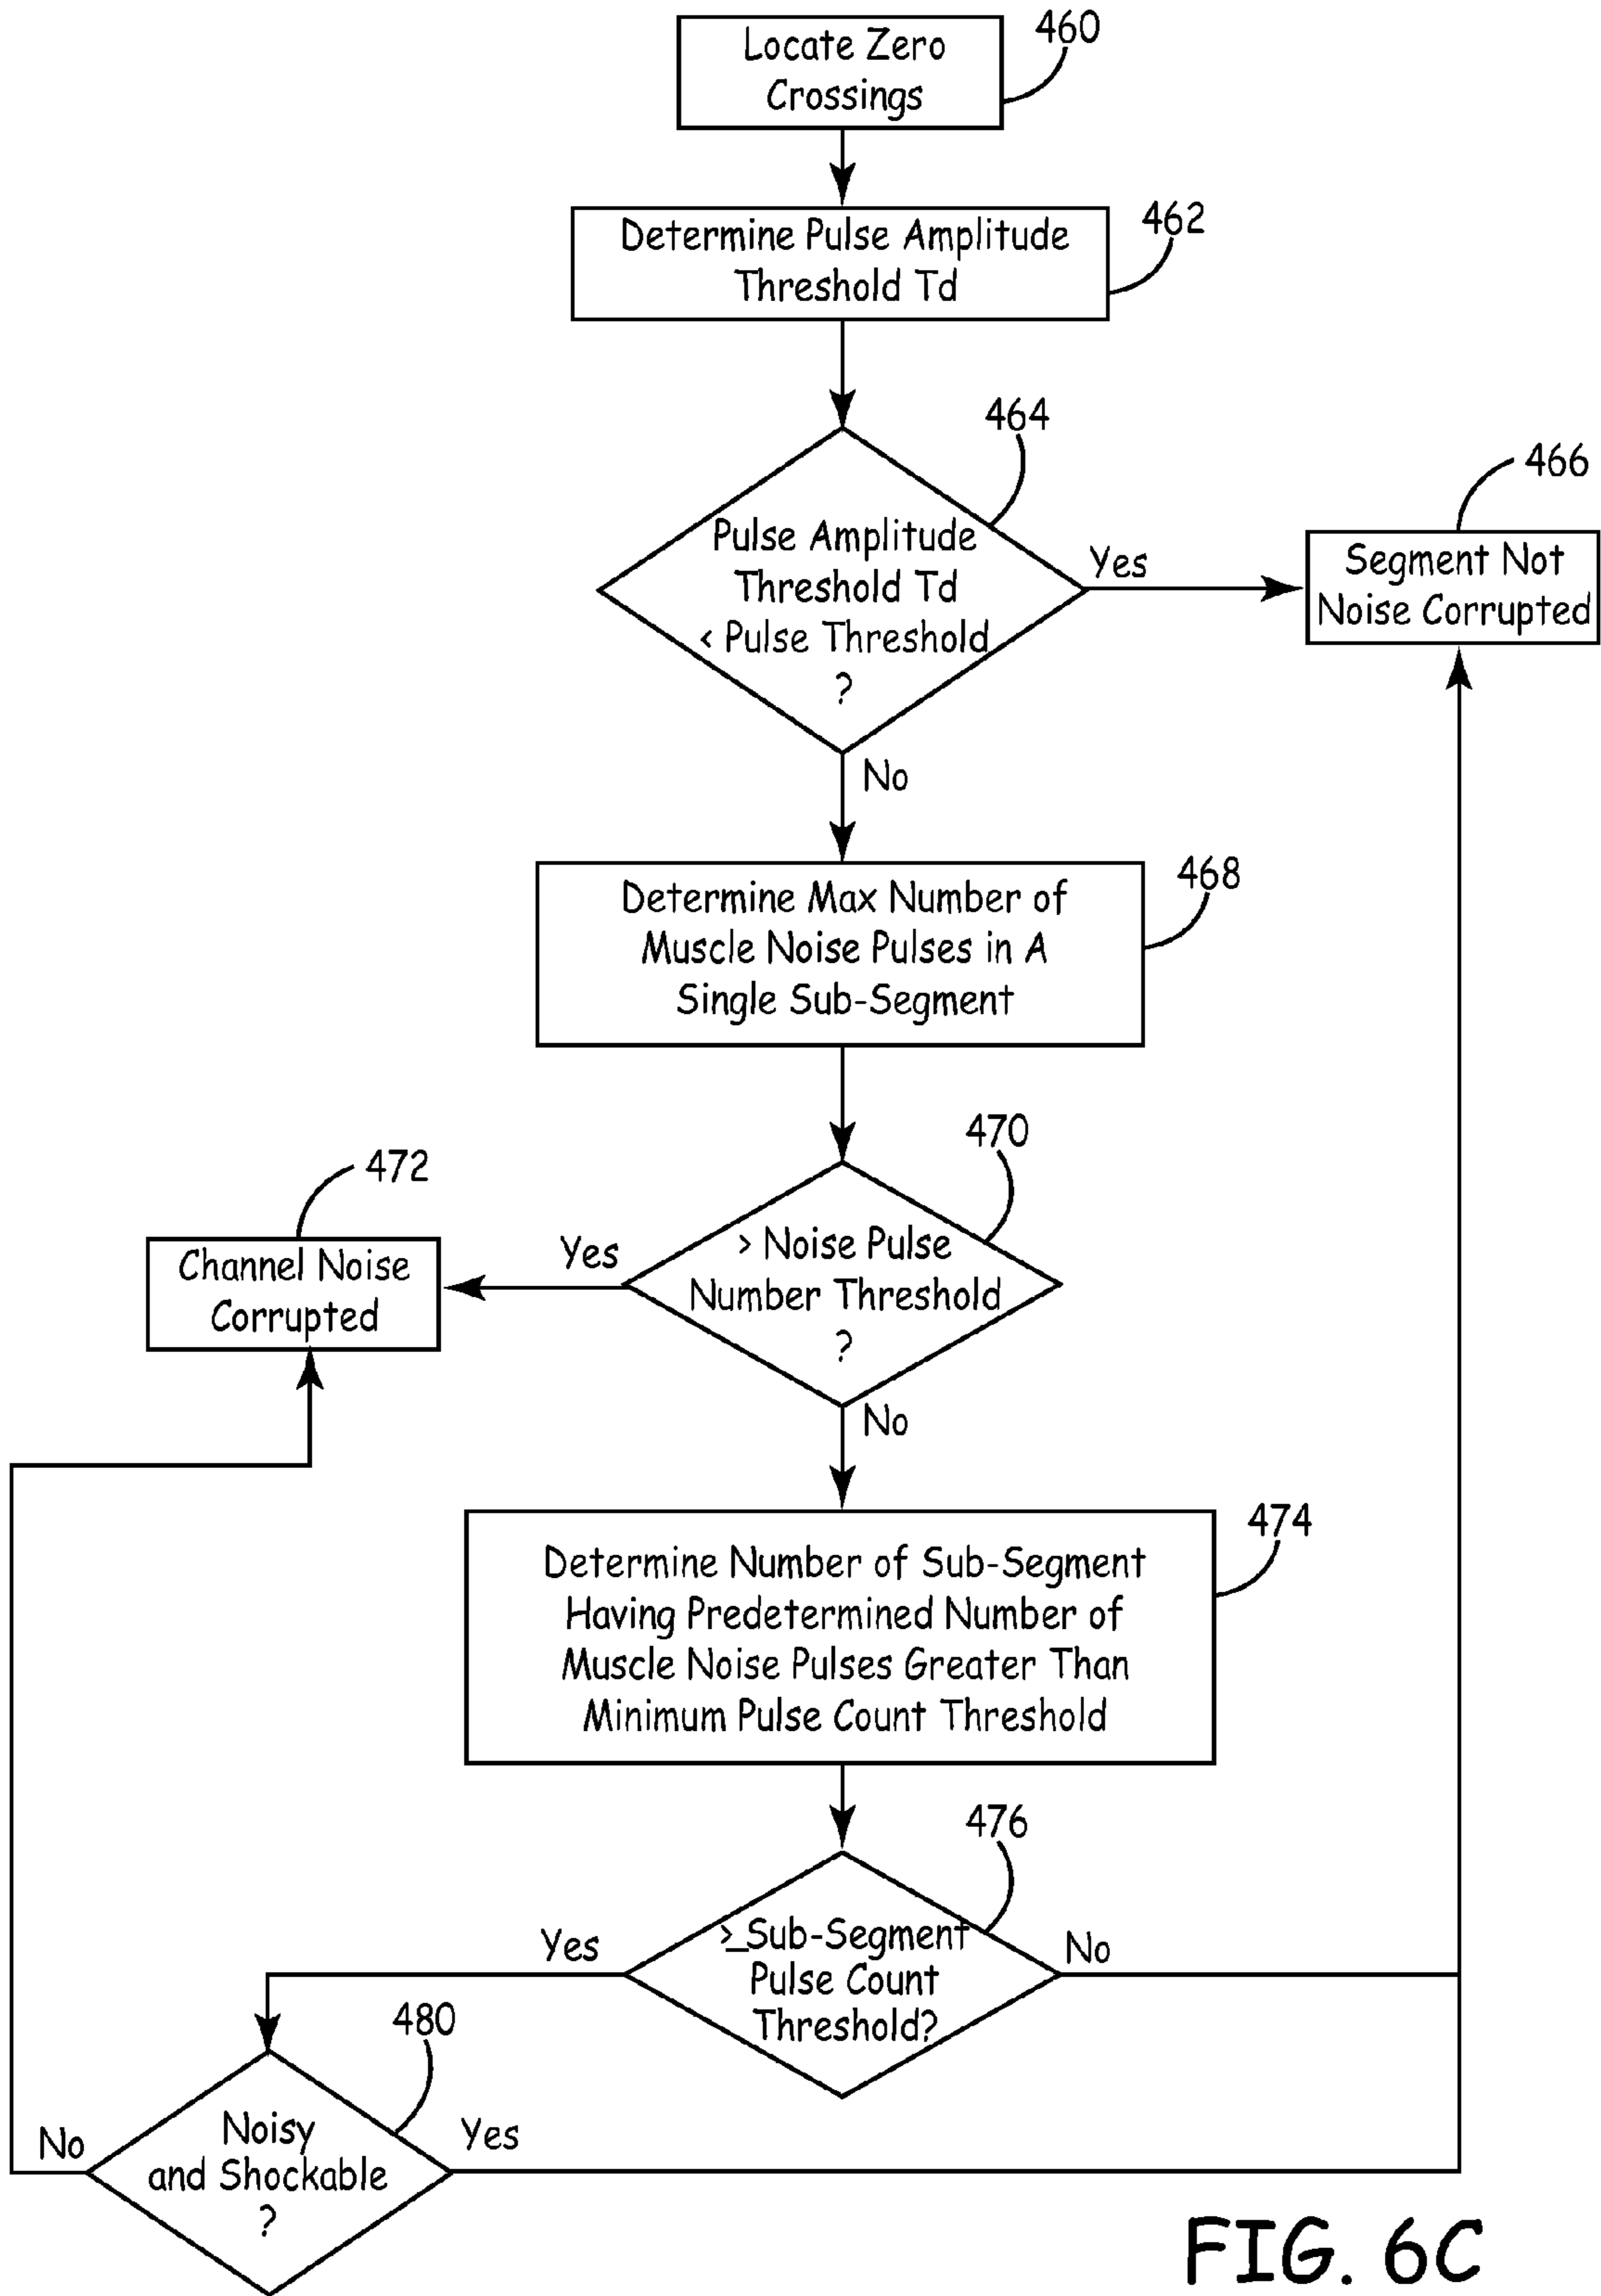 Locate Zero
Crossings
460
Determine Pulse Amplitude
Threshold Td
462
464
Pulse Amplitude
Threshold Td
< Pulse Threshold
?
Yes
466
Segment Not
Noise Corrupted
No
468
Determine Max Number of
Muscle Noise Pulses in A
Single Sub-Segment
470
472
> Noise Pulse
Number Threshold
?
Yes
Channel Noise
Corrupted
No
474
Determine Number of Sub-Segment
Having Predetermined Number of
Muscle Noise Pulses Greater Than
Minimum Pulse Count Threshold
476
>_Sub-Segment
Pulse Count
Threshold?
Yes
No
480
Noisy
and Shockable
?
No
Yes
FIG. 6C